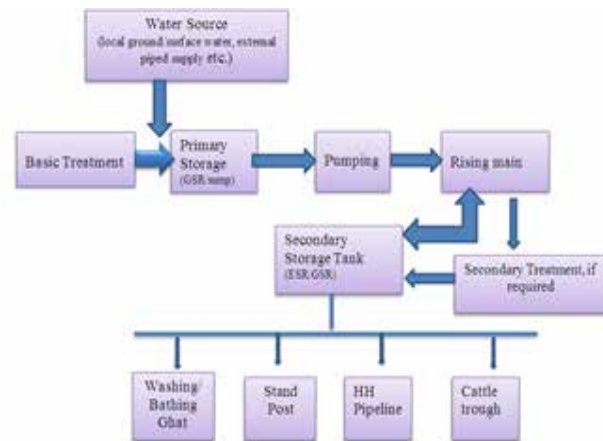 Water Source
(local ground surface water, external
piped supply etc.)
Basic Treatment
Primary
Storage
(GSR sump)
Pumping
Rising main
Secondary
Storage Tank
(ESR GSR)
Secondary Treatment, if
required
Washing/
Bathing
Ghat
Stand
Post
HH
Pipeline
Cattle
trough